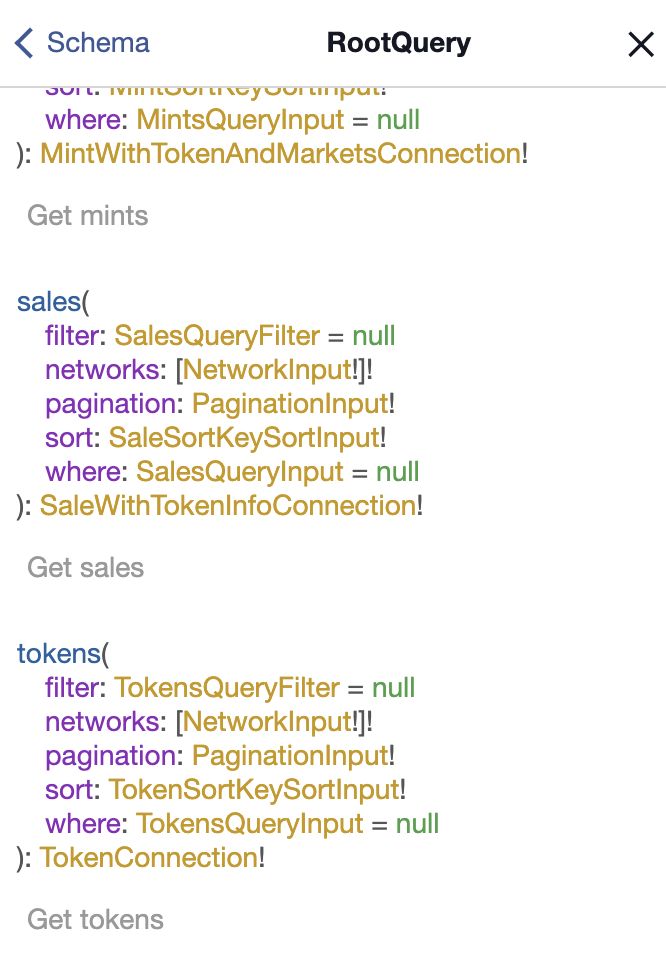 Schema
RootQuery
sort: MintSortKeySortInput!
where: MintsQueryInput = null
): MintWithTokenAndMarketsConnection!
Get mints
sales(
filter: SalesQueryFilter = null
networks: [NetworkInput!]!
pagination: PaginationInput!
sort: SaleSortKeySortInput!
where: SalesQueryInput = null
): SaleWithTokenInfoConnection!
Get sales
tokens(
filter: TokensQueryFilter = null
networks: [NetworkInput!]!
pagination: PaginationInput!
sort: TokenSortKeySortInput!
where: TokensQueryInput = null
): TokenConnection!
Get tokens